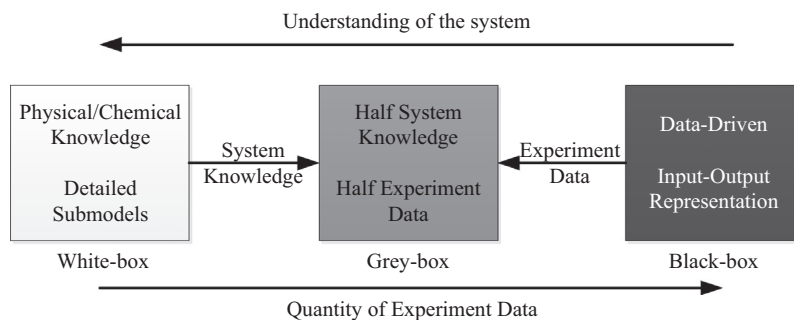 Understanding of the system
Physical/Chemical
Knowledge
Detailed
Submodels
System
Knowledge
Half System
Knowledge
Half Experiment
Data
Experiment
Data
Data-Driven
Input-Output
Representation
White-box
Grey-box
Black-box
Quantity of Experiment Data